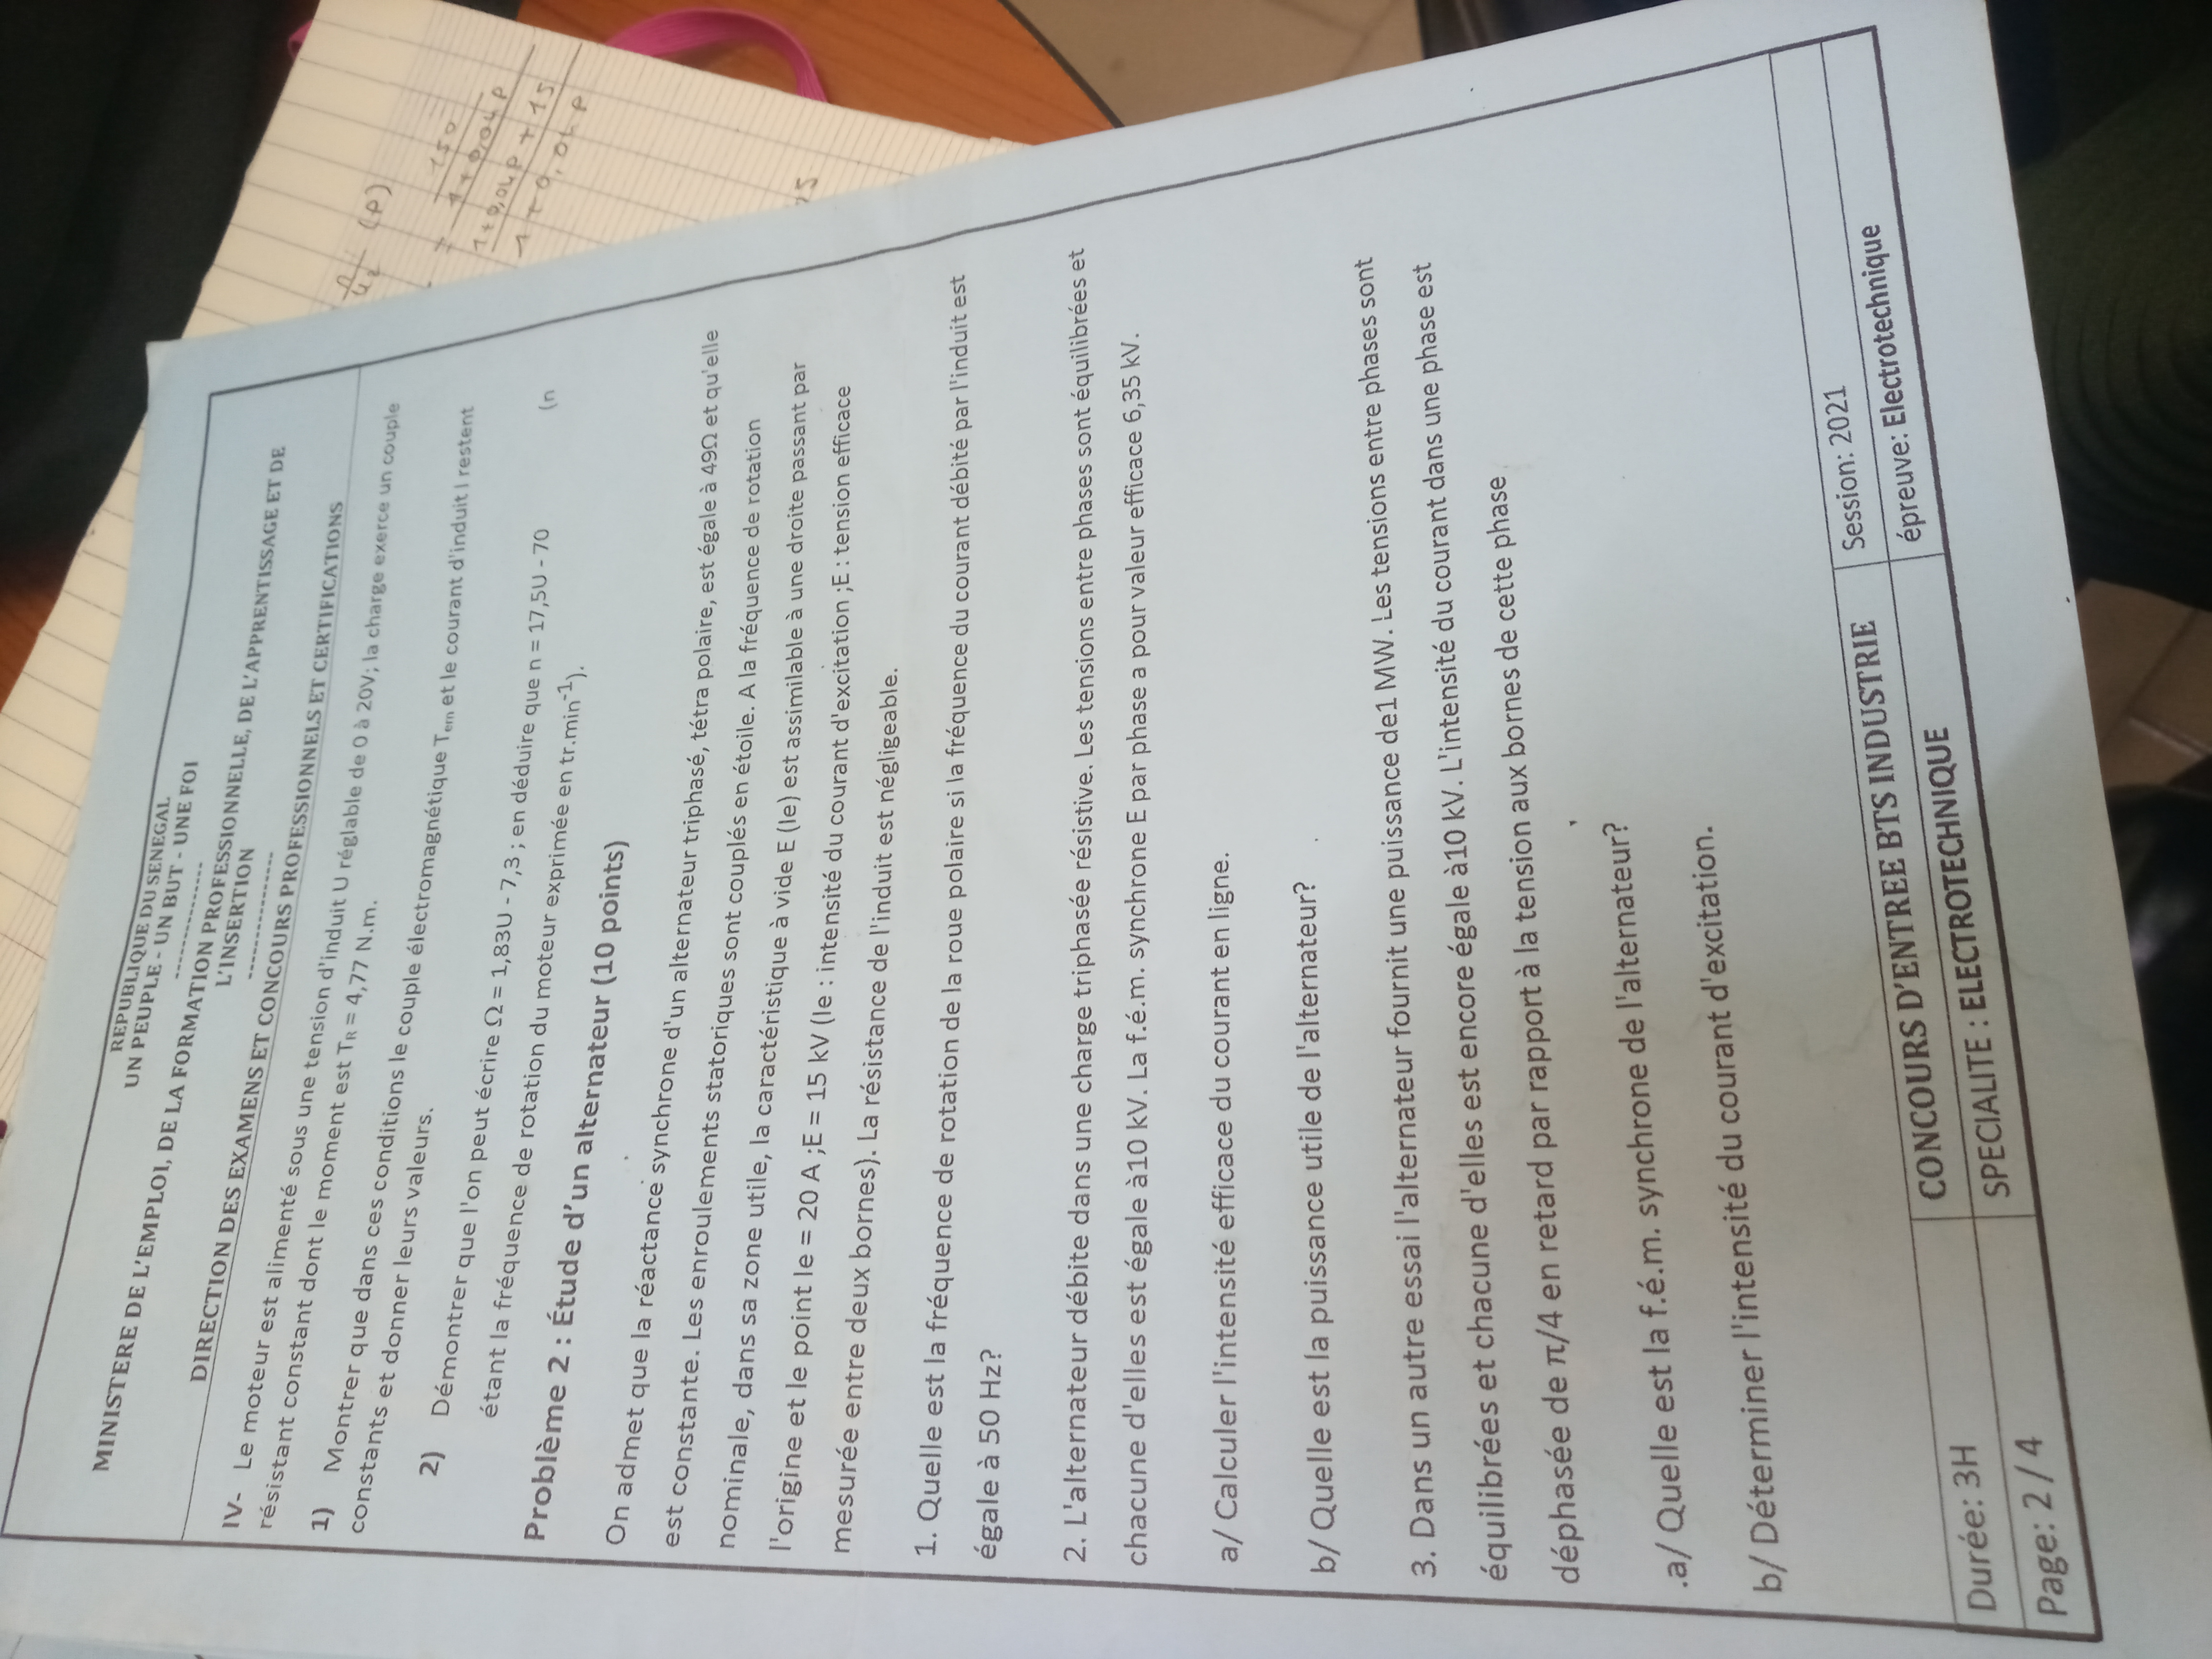 REPUBLIQUE DU SENEGAL
UN PEUPLE - UN BUT - UNE FOI
---------------
MINISTERE DE L'EMPLOI, DE LA FORMATION PROFESSIONNELLE, DE L'APPRENTISSAGE ET DE
L'INSERTION
----------------
DIRECTION DES EXAMENS ET CONCOURS PROFESSIONNELS ET CERTIFICATIONS
IV- Le moteur est alimenté sous une tension d'induit U réglable de 0 à 20V; la charge exerce un couple
résistant constant dont le moment est TR = 4,77 N.m.
1) Montrer que dans ces conditions le couple électromagnétique Tem et le courant d'induit I restent
constants et donner leurs valeurs.
2) Démontrer que l'on peut écrire Ω = 1,83U - 7,3 ; en déduire que n = 17,5U - 70 (n
étant la fréquence de rotation du moteur exprimée en tr.min-1).
Problème 2 : Étude d'un alternateur (10 points)
On admet que la réactance synchrone d'un alternateur triphasé, tétra polaire, est égale à 49Ω et qu'elle
est constante. Les enroulements statoriques sont couplés en étoile. A la fréquence de rotation
nominale, dans sa zone utile, la caractéristique à vide E (Ie) est assimilable à une droite passant par
l'origine et le point Ie = 20 A ;E = 15 kV (Ie : intensité du courant d'excitation ;E : tension efficace
mesurée entre deux bornes). La résistance de l'induit est négligeable.
1. Quelle est la fréquence de rotation de la roue polaire si la fréquence du courant débité par l'induit est
égale à 50 Hz?
2. L'alternateur débite dans une charge triphasée résistive. Les tensions entre phases sont équilibrées et
chacune d'elles est égale à10 kV. La f.é.m. synchrone E par phase a pour valeur efficace 6,35 kV.
a/ Calculer l'intensité efficace du courant en ligne.
b/ Quelle est la puissance utile de l'alternateur?
3. Dans un autre essai l'alternateur fournit une puissance de1 MW. Les tensions entre phases sont
équilibrées et chacune d'elles est encore égale à10 kV. L'intensité du courant dans une phase est
déphasée de π/4 en retard par rapport à la tension aux bornes de cette phase
.a/ Quelle est la f.é.m. synchrone de l'alternateur?
b/ Déterminer l'intensité du courant d'excitation.
Durée: 3H
CONCOURS D'ENTREE BTS INDUSTRIE
Session: 2021
Page: 2 / 4
SPECIALITE : ELECTROTECHNIQUE
épreuve: Electrotechnique
(P)
150
1+0,04 P
1+0,04 P + 15
1 + 0,04 P